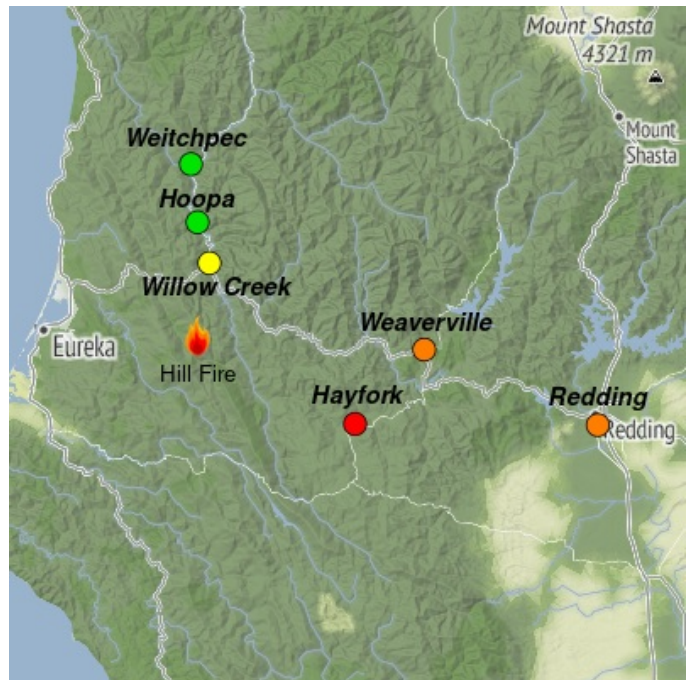 Mount Shasta
4321 m
Mount
Shasta
Weitchpec
Hoopa
Willow Creek
Weaverville
Eureka
Hill Fire
Hayfork
Redding
Redding